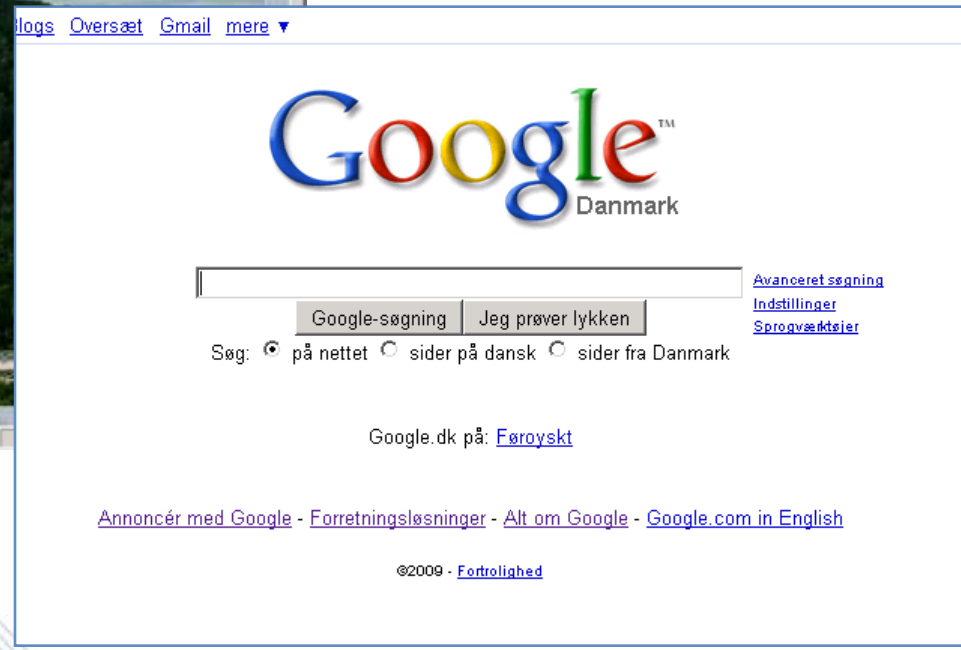 Oversæt Gmail mere ▼
Google™
Danmark
Avanceret søgning
Google-søgning Jeg prøver lykken Indstillinger
Sprogværktøjer
Søg: på nettet sider på dansk sider fra Danmark
Google.dk på: Føroyskt
Annoncér med Google - Forretningsløsninger - Alt om Google - Google.com in English
©2009 - Fortrolighed